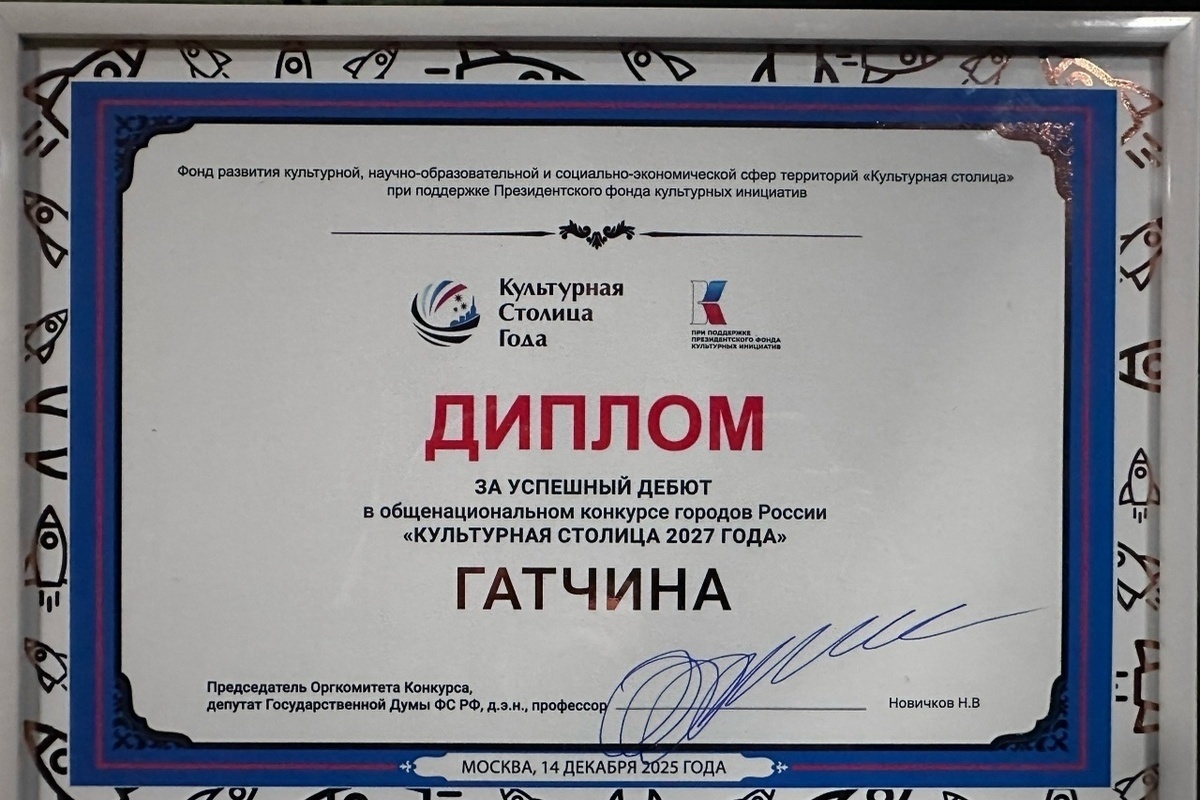 Фонд развития культурной, научно-образовательной и социально-экономической сфер территорий «Культурная столица»
при поддержке Президентского фонда культурных инициатив
Культурная
Столица
Года
ПРИ ПОДДЕРЖКЕ
ПРЕЗИДЕНТСКОГО ФОНДА
КУЛЬТУРНЫХ ИНИЦИАТИВ
ДИПЛОМ
ЗА УСПЕШНЫЙ ДЕБЮТ
в общенациональном конкурсе городов России
«КУЛЬТУРНАЯ СТОЛИЦА 2027 ГОДА»
ГАТЧИНА
Председатель Оргкомитета Конкурса,
депутат Государственной Думы ФС РФ, д.э.н., профессор
Новичков Н.В
МОСКВА, 14 ДЕКАБРЯ 2025 ГОДА